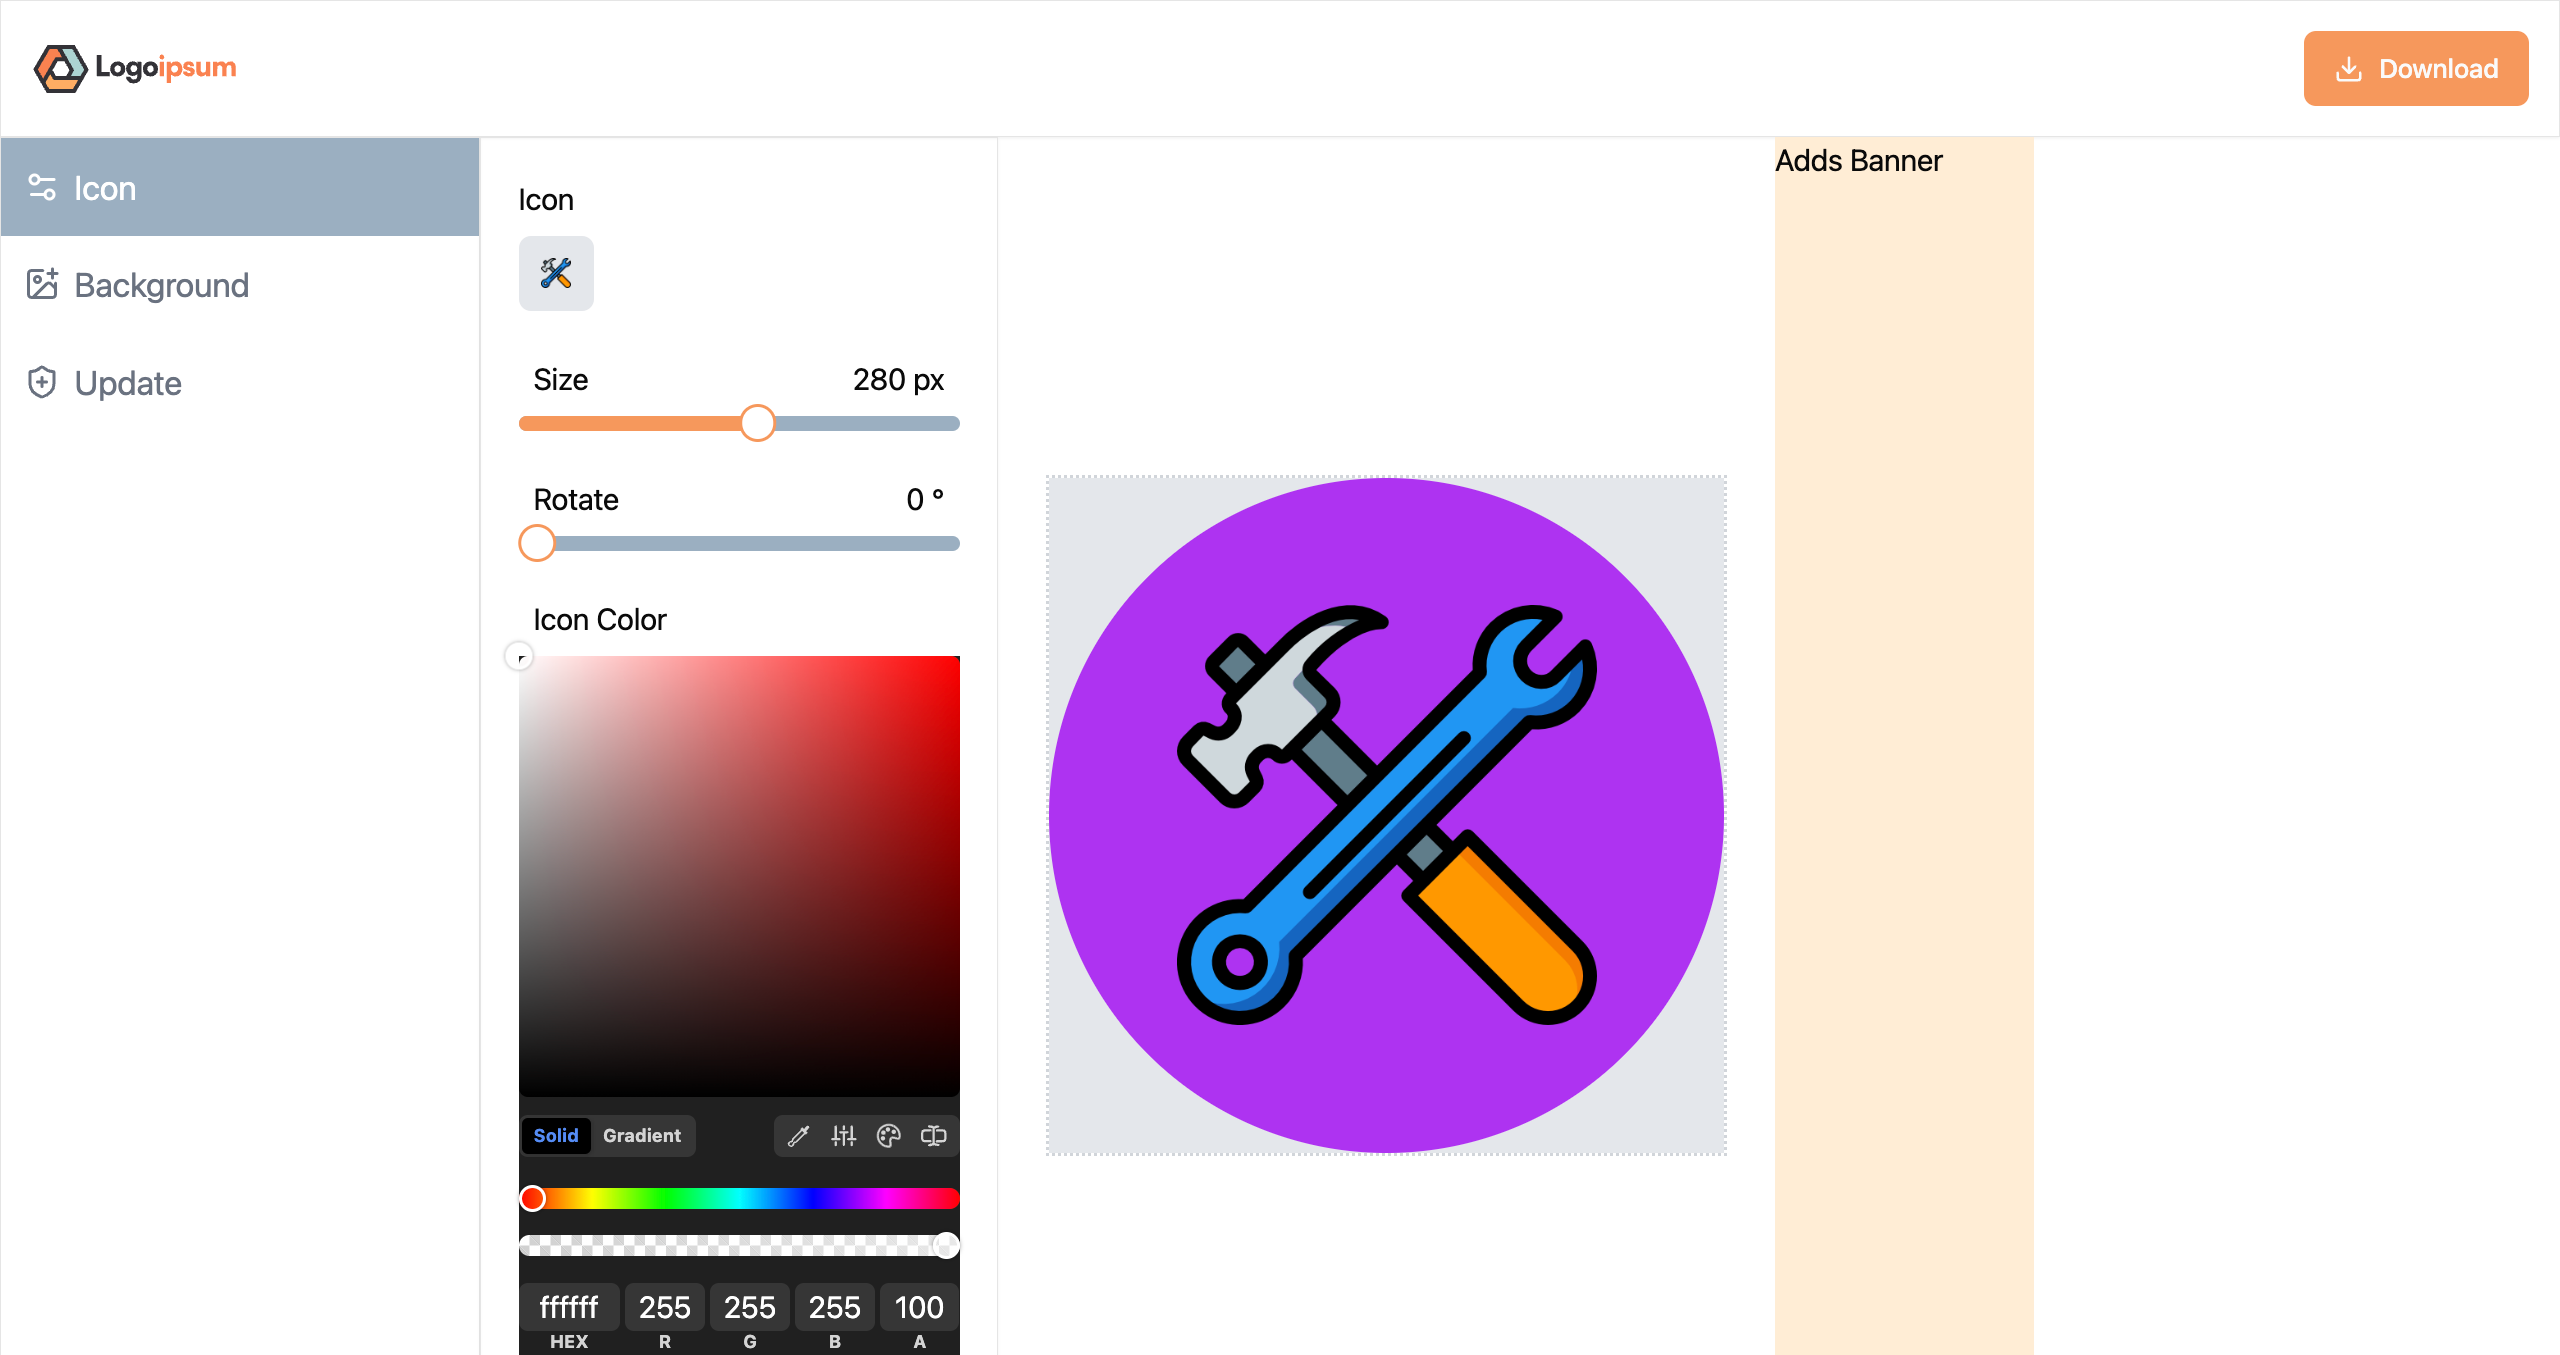 Logoipsum
Download
Icon
Background
Update
Icon
Size 280 px
Rotate 0 °
Icon Color
Solid Gradient
ffffff 255 255 255 100
HEX R G B A
Adds Banner